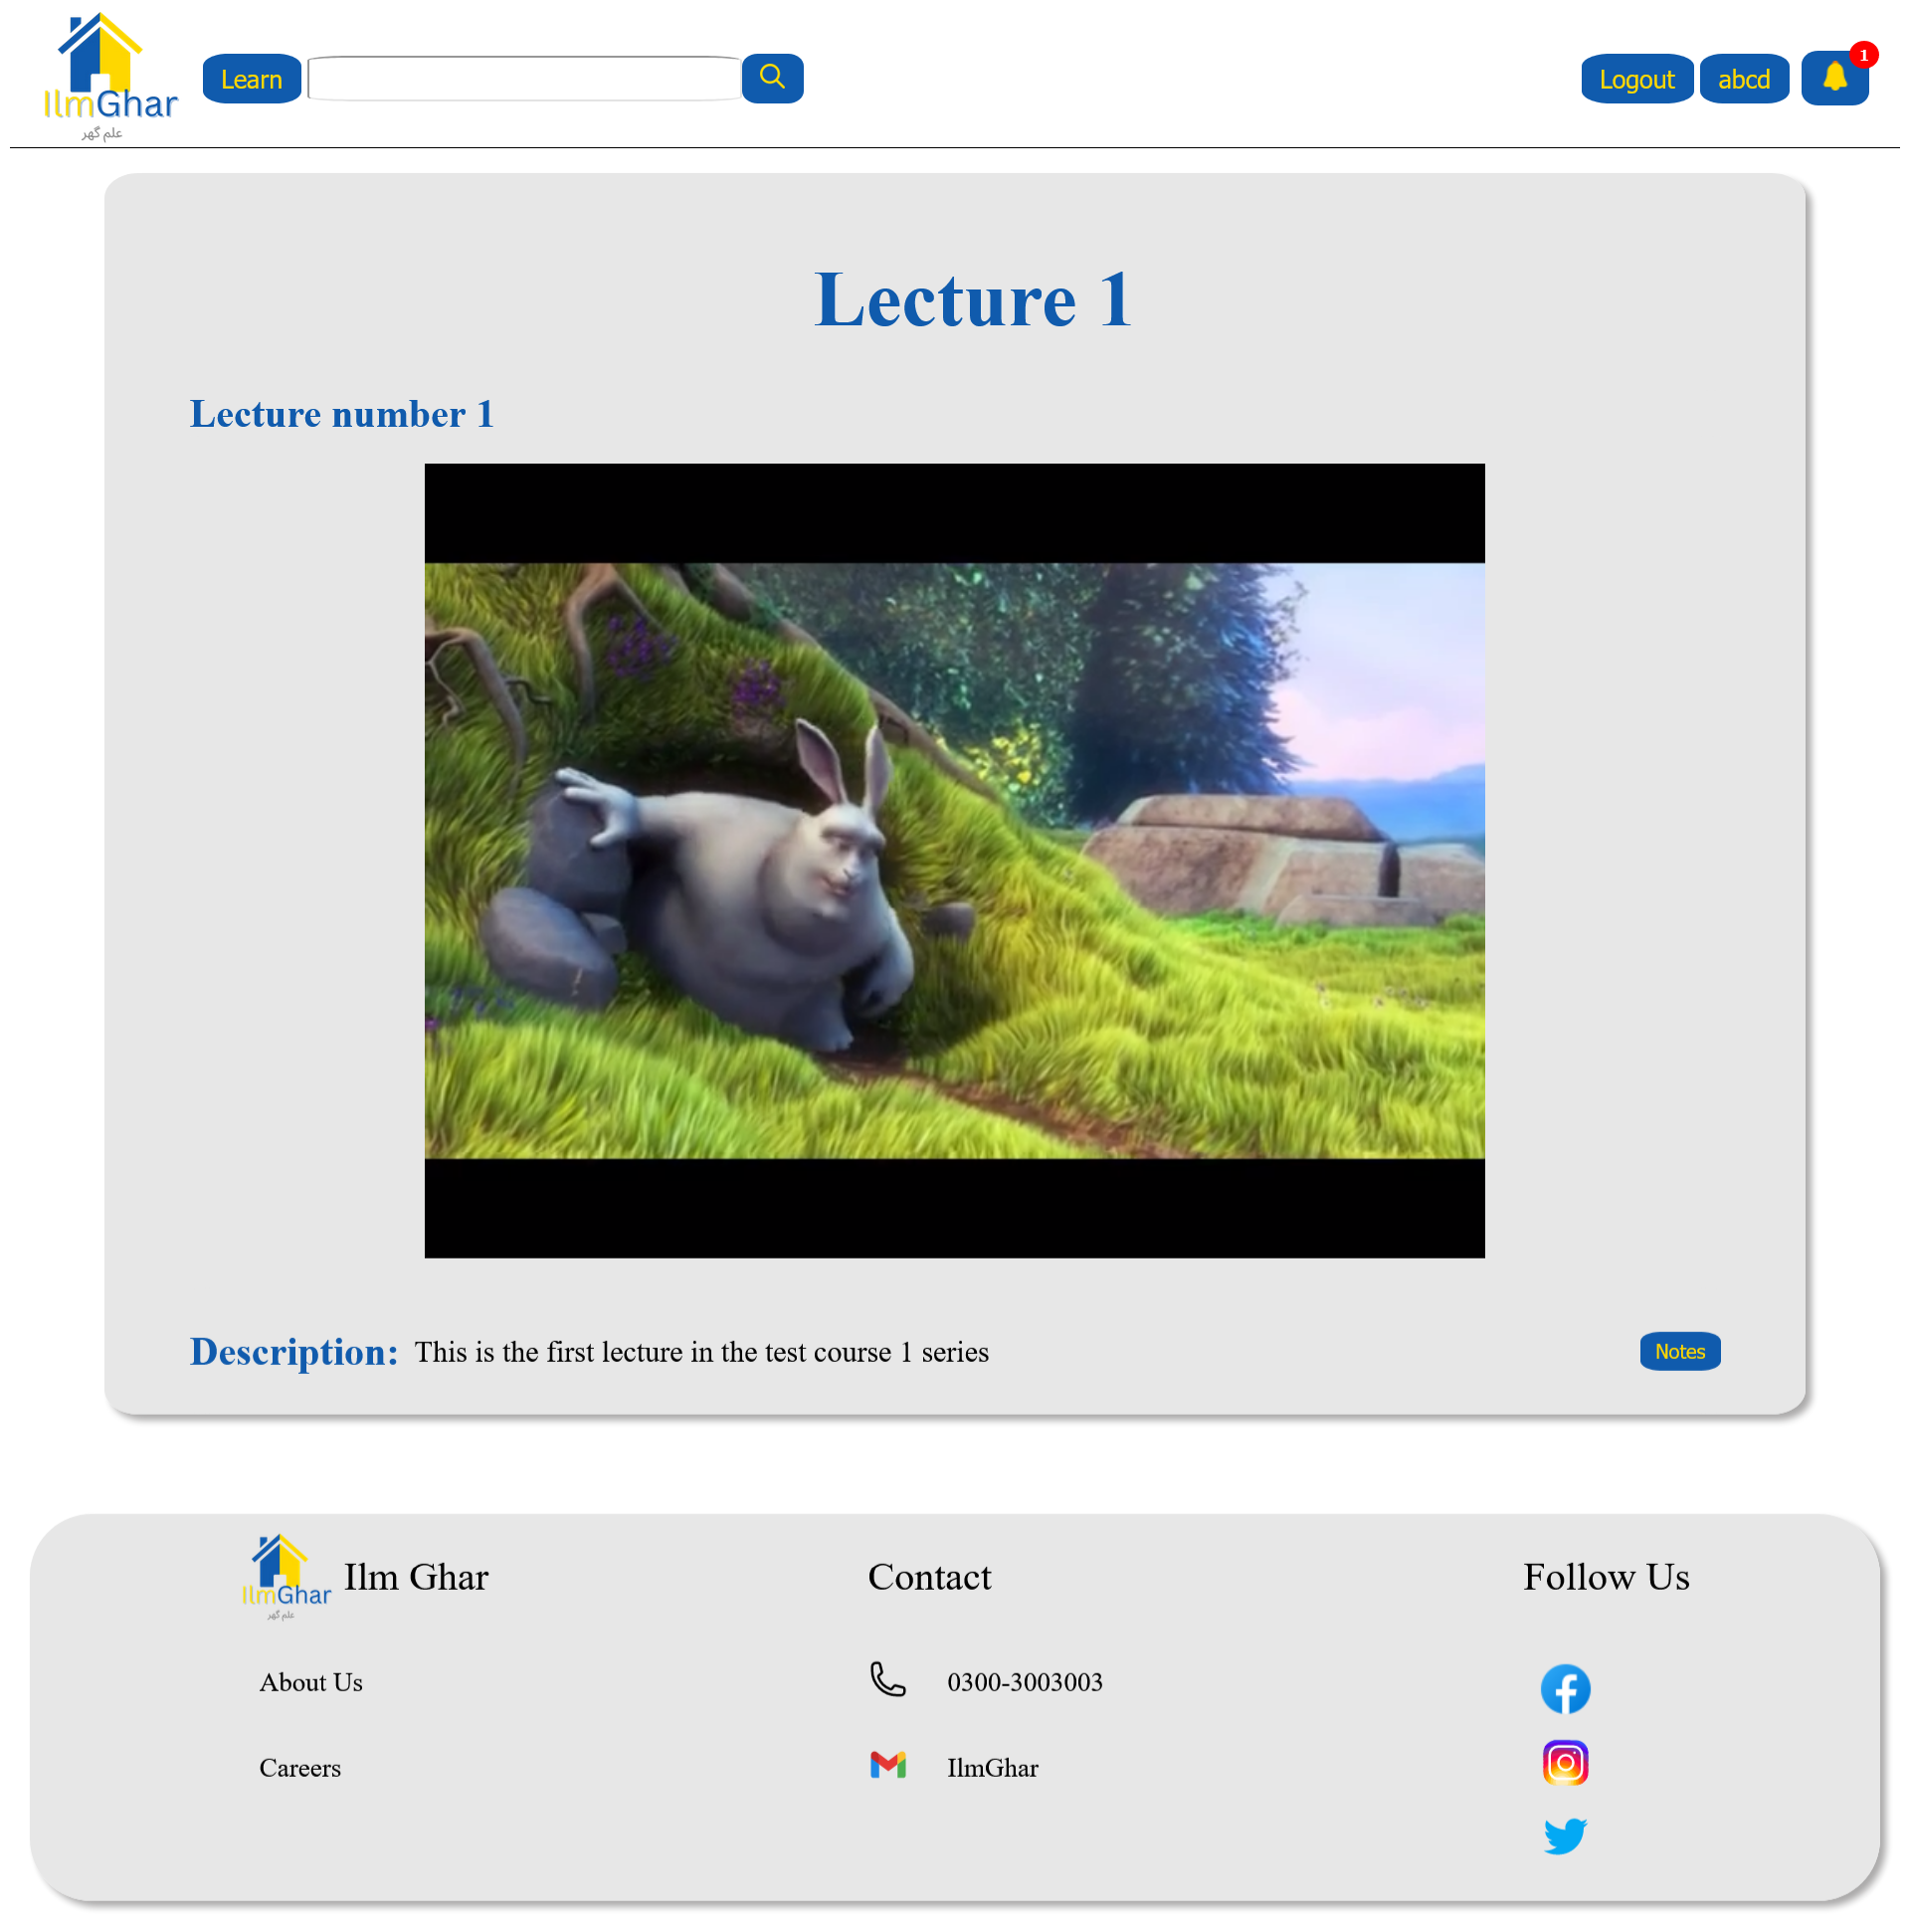 IlmGhar
علم گھر
Learn
Logout
abcd
1
Lecture 1
Lecture number 1
Description: This is the first lecture in the test course 1 series
Notes
IlmGhar
علم گھر
Ilm Ghar
Contact
Follow Us
About Us
0300-3003003
Careers
IlmGhar